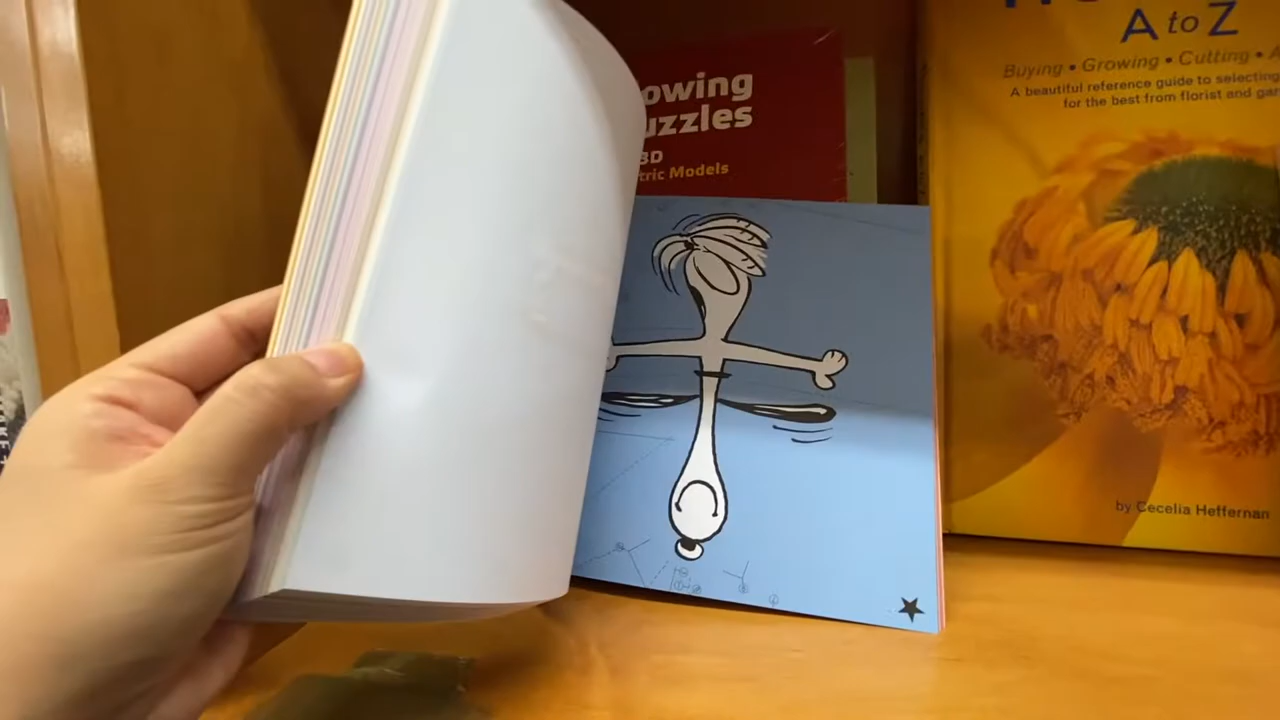 owing
uzzles
3D
tric Models
A to Z
Buying • Growing • Cutting •
A beautiful reference guide to selecting
for the best from florist and gar
by Cecelia Heffernan